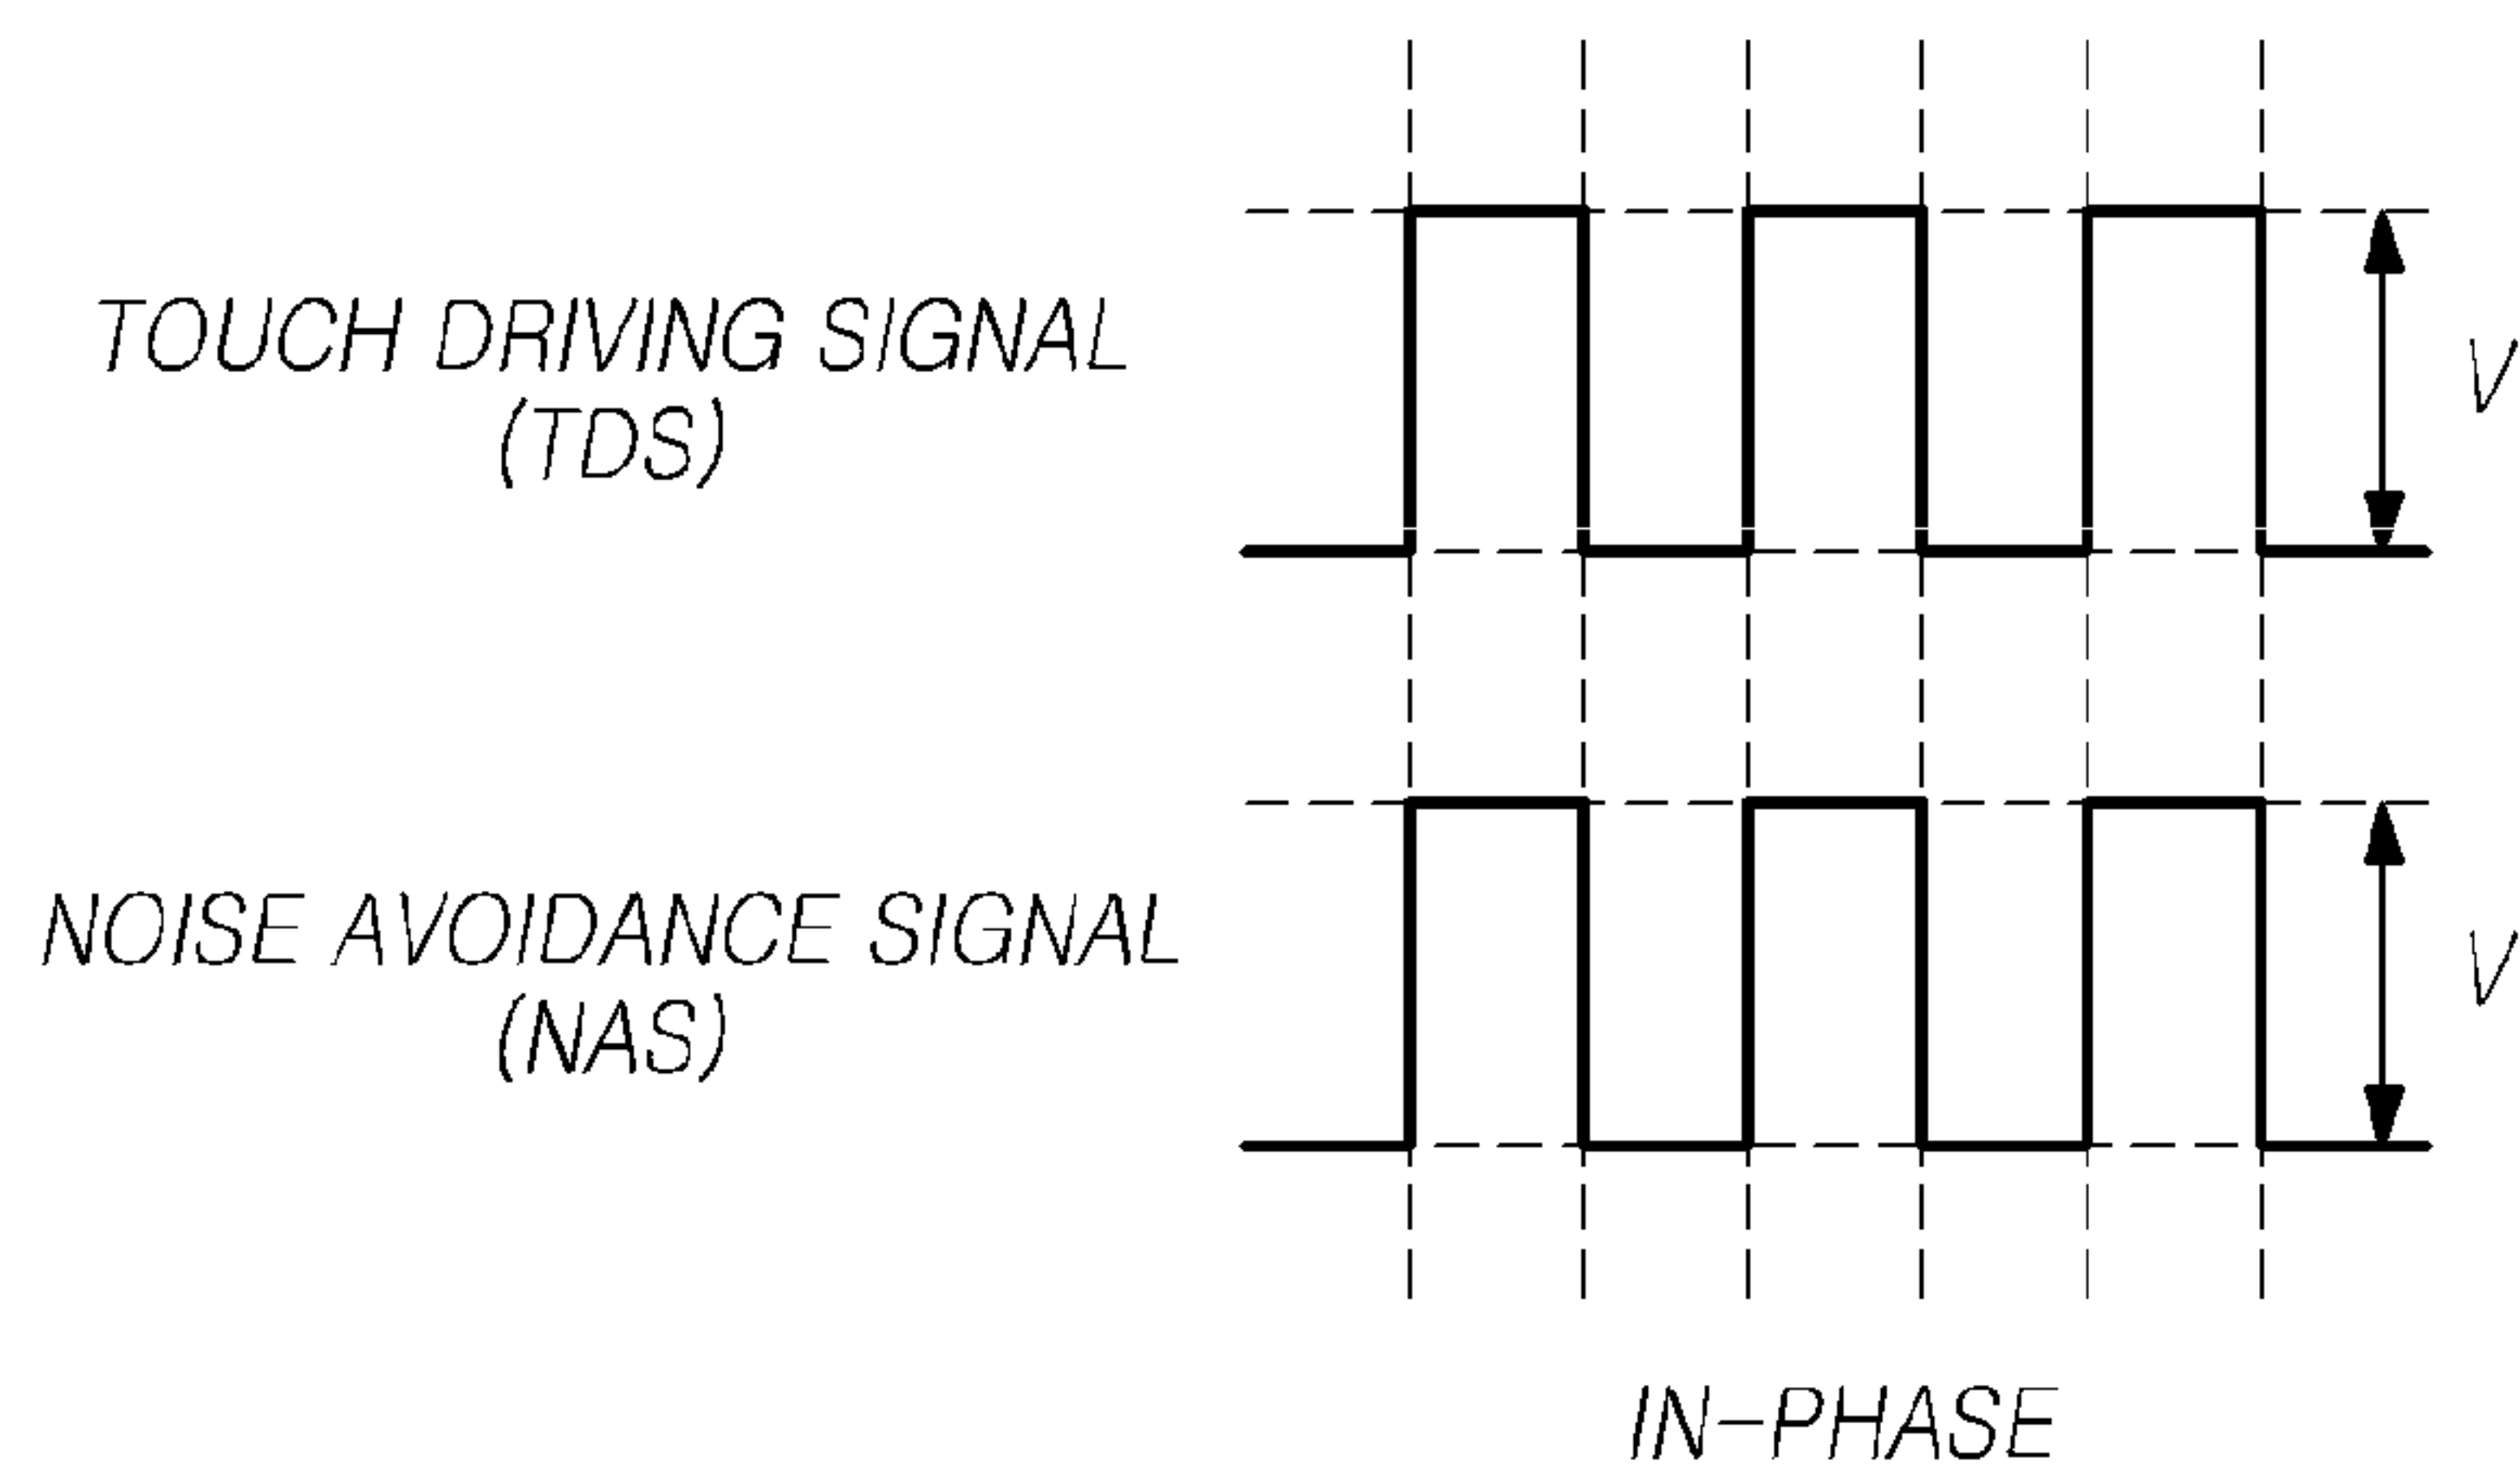 TOUCH DRIVING SIGNAL
(TDS)
V
NOISE AVOIDANCE SIGNAL
(NAS)
V
IN-PHASE